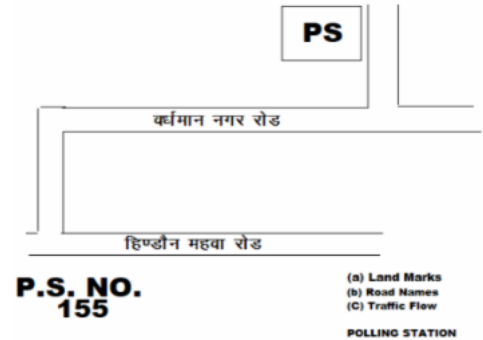 PS
वर्धमान नगर रोड
हिण्डौन महवा रोड
P.S. NO.
155
(a) Land Marks
(b) Road Names
(C) Traffic Flow
POLLING STATION